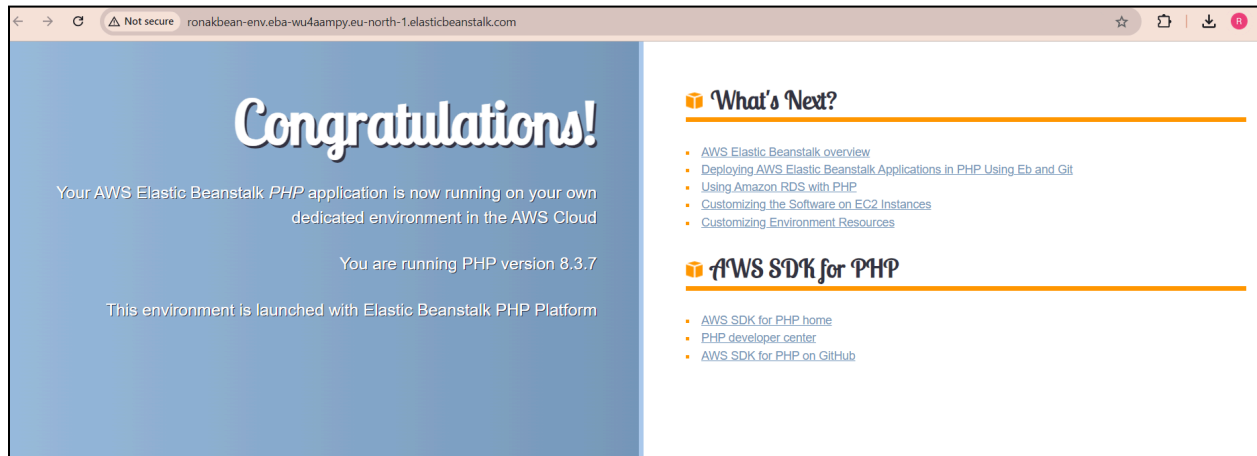 Not secure ronakbean-env.eba-wu4aampy.eu-north-1.elasticbeanstalk.com
R
Congratulations!
Your AWS Elastic Beanstalk PHP application is now running on your own
dedicated environment in the AWS Cloud
You are running PHP version 8.3.7
This environment is launched with Elastic Beanstalk PHP Platform
What's Next?
AWS Elastic Beanstalk overview
Deploying AWS Elastic Beanstalk Applications in PHP Using Eb and Git
Using Amazon RDS with PHP
Customizing the Software on EC2 Instances
Customizing Environment Resources
AWS SDK for PHP
AWS SDK for PHP home
PHP developer center
AWS SDK for PHP on GitHub